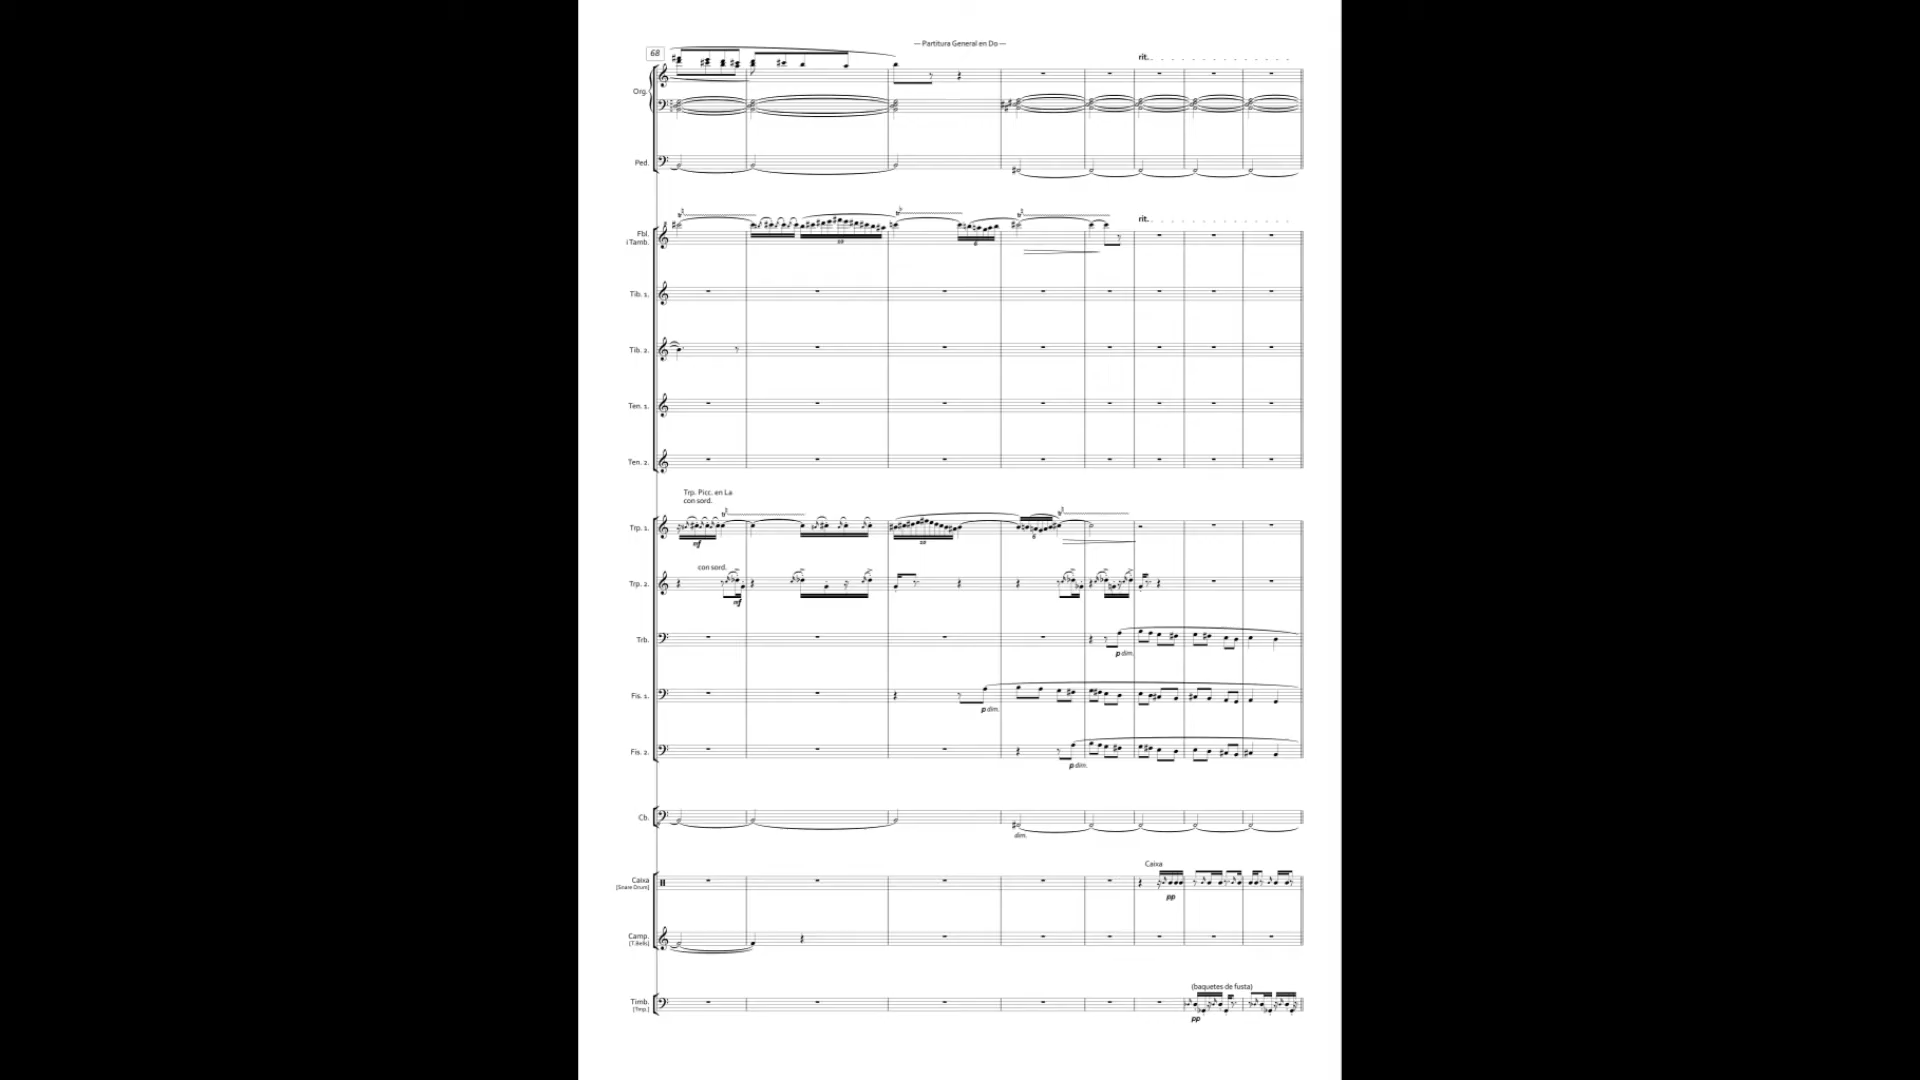 — Partitura General en Do —
68
rit.
Org.
Ped.
rit.
Fbl.
i Tamb.
Tib. 1.
Tib. 2.
Ten. 1.
Ten. 2.
Trp. Picc. en La
con sord.
Trp. 1.
mf
con sord.
Trp. 2.
mf
Trb.
p dim.
Fis. 1.
p dim.
Fis. 2.
p dim.
Cb.
dim.
Caixa
Caixa
[Snare Drum]
pp
Camp.
[T.Bells]
(baquetes de fusta)
Timb.
[Tmp.]
pp